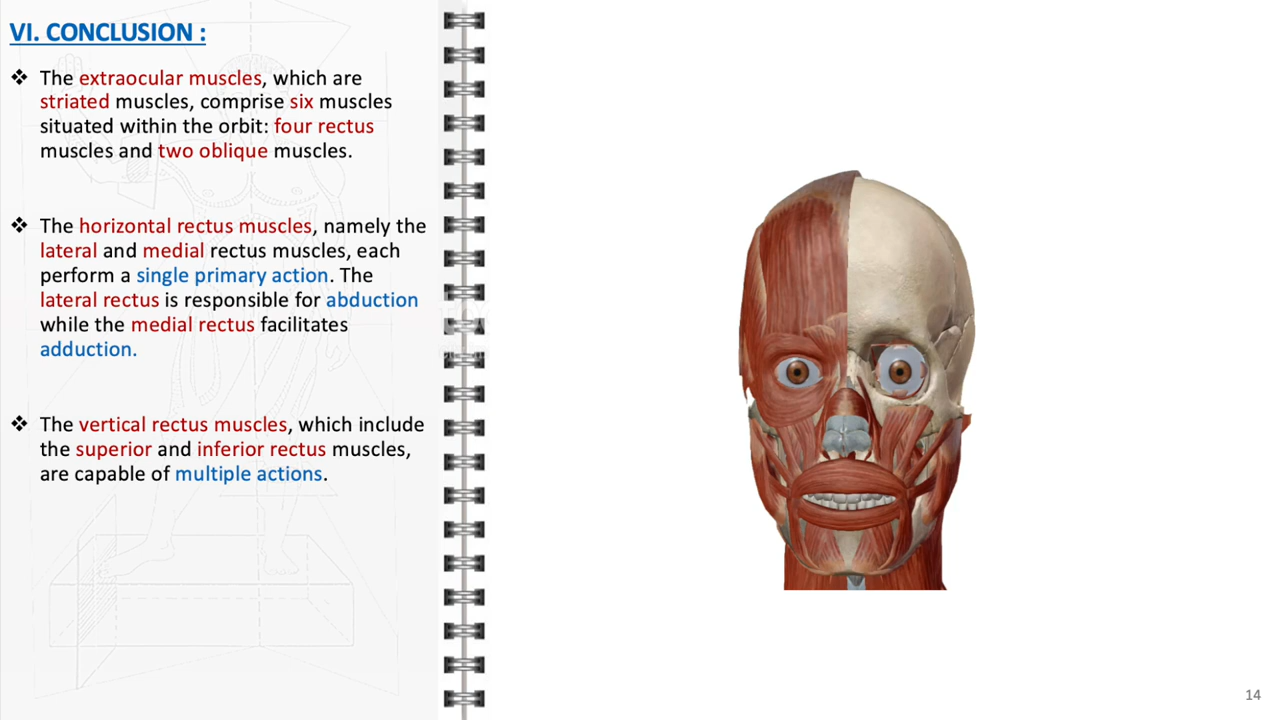 VI. CONCLUSION :
❖ The extraocular muscles, which are
striated muscles, comprise six muscles
situated within the orbit: four rectus
muscles and two oblique muscles.
❖ The horizontal rectus muscles, namely the
lateral and medial rectus muscles, each
perform a single primary action. The
lateral rectus is responsible for abduction
while the medial rectus facilitates
adduction.
❖ The vertical rectus muscles, which include
the superior and inferior rectus muscles,
are capable of multiple actions.
14